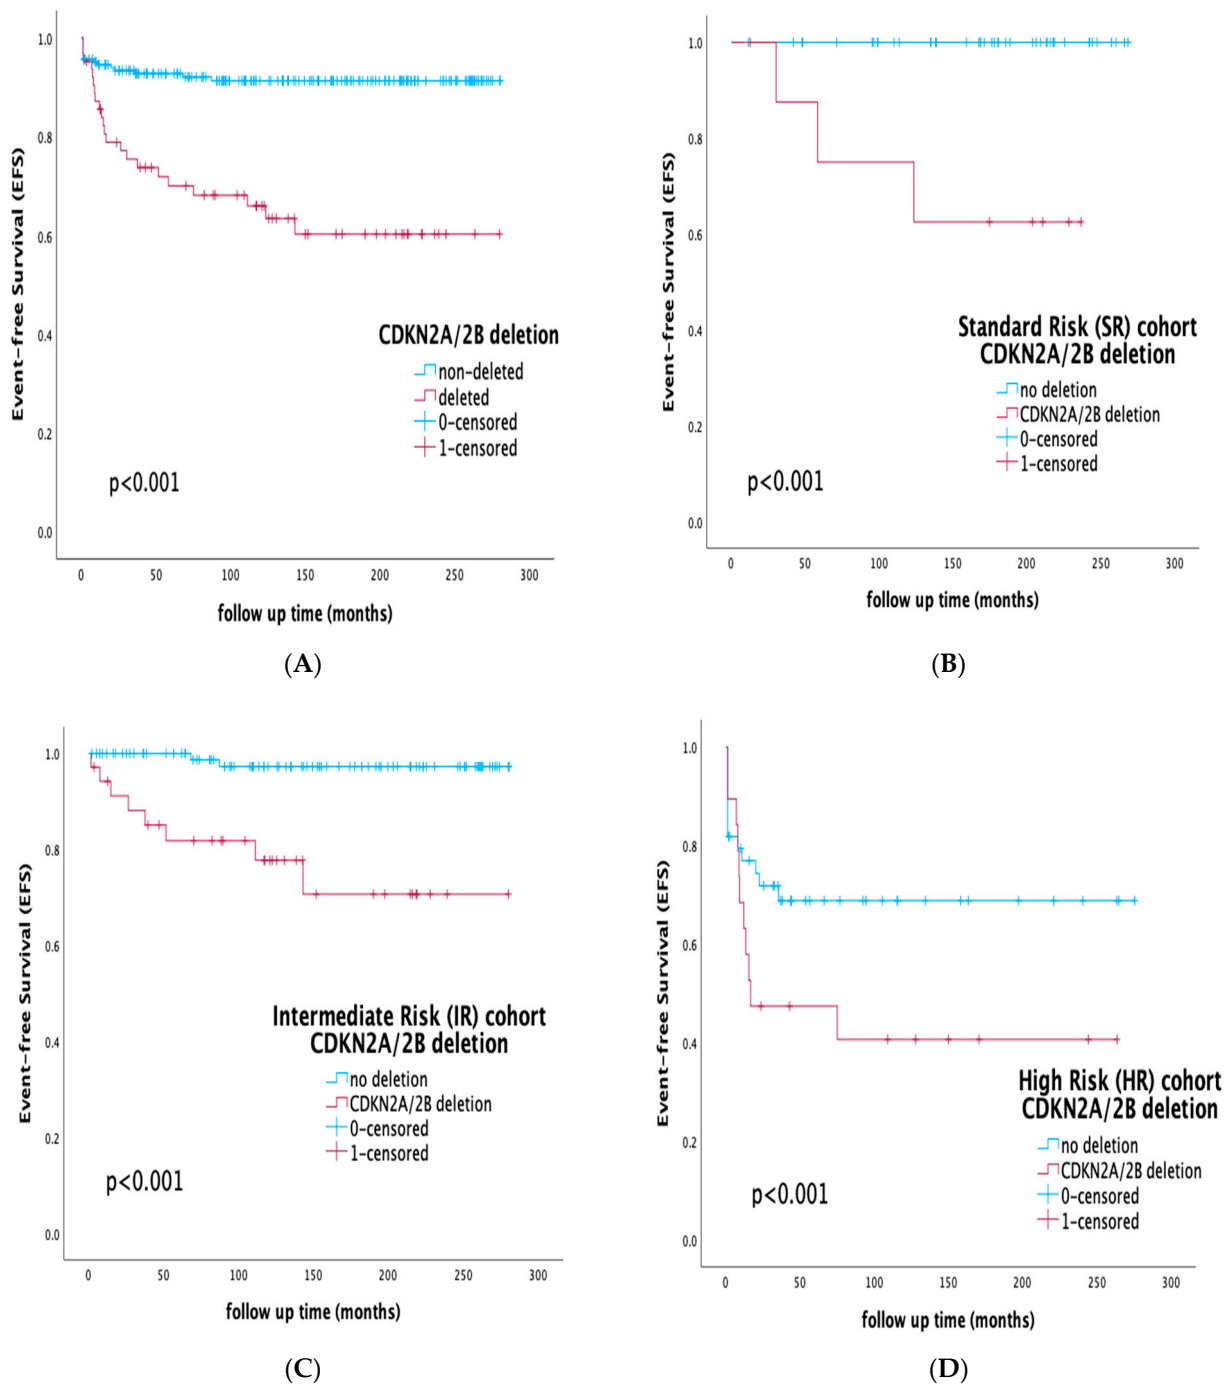 1.0
0.8
0.6
0.4
0.2
0.0
Event-free Survival (EFS)
CDKN2A/2B deletion
non-deleted
deleted
0-censored
1-censored
p<0.001
0 50 100 150 200 250 300
follow up time (months)
(A)
1.0
0.8
0.6
0.4
0.2
0.0
Event-free Survival (EFS)
Standard Risk (SR) cohort
CDKN2A/2B deletion
no deletion
CDKN2A/2B deletion
0-censored
1-censored
p<0.001
0 50 100 150 200 250 300
follow up time (months)
(B)
1.0
0.8
0.6
0.4
0.2
0.0
Event-free Survival (EFS)
Intermediate Risk (IR) cohort
CDKN2A/2B deletion
no deletion
CDKN2A/2B deletion
0-censored
1-censored
p<0.001
0 50 100 150 200 250 300
follow up time (months)
(C)
1.0
0.8
0.6
0.4
0.2
0.0
Event-free Survival (EFS)
High Risk (HR) cohort
CDKN2A/2B deletion
no deletion
CDKN2A/2B deletion
0-censored
1-censored
p<0.001
0 50 100 150 200 250 300
follow up time (months)
(D)